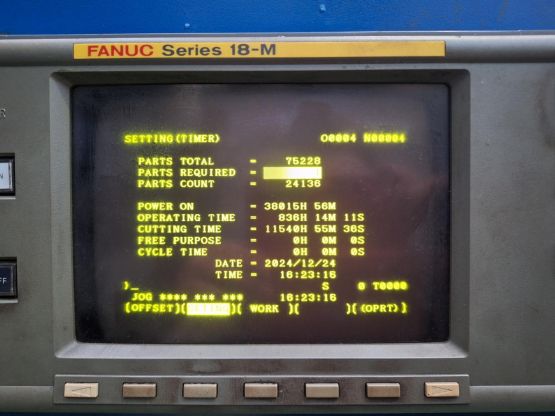 FANUC Series 18-M
SETTING(TIMER) O0004 N00004
PARTS TOTAL = 75228
PARTS REQUIRED =
PARTS COUNT = 24136
POWER ON = 38015H 56M
OPERATING TIME = 836H 14M 11S
CUTTING TIME = 11540H 55M 36S
FREE PURPOSE = 0H 0M 0S
CYCLE TIME = 0H 0M 0S
DATE = 2024/12/24
TIME = 16:23:16
)_ S 0 T0000
JOG **** *** *** 16:23:16
[OFFSET][ ][ WORK ][ ][(OPRT)]